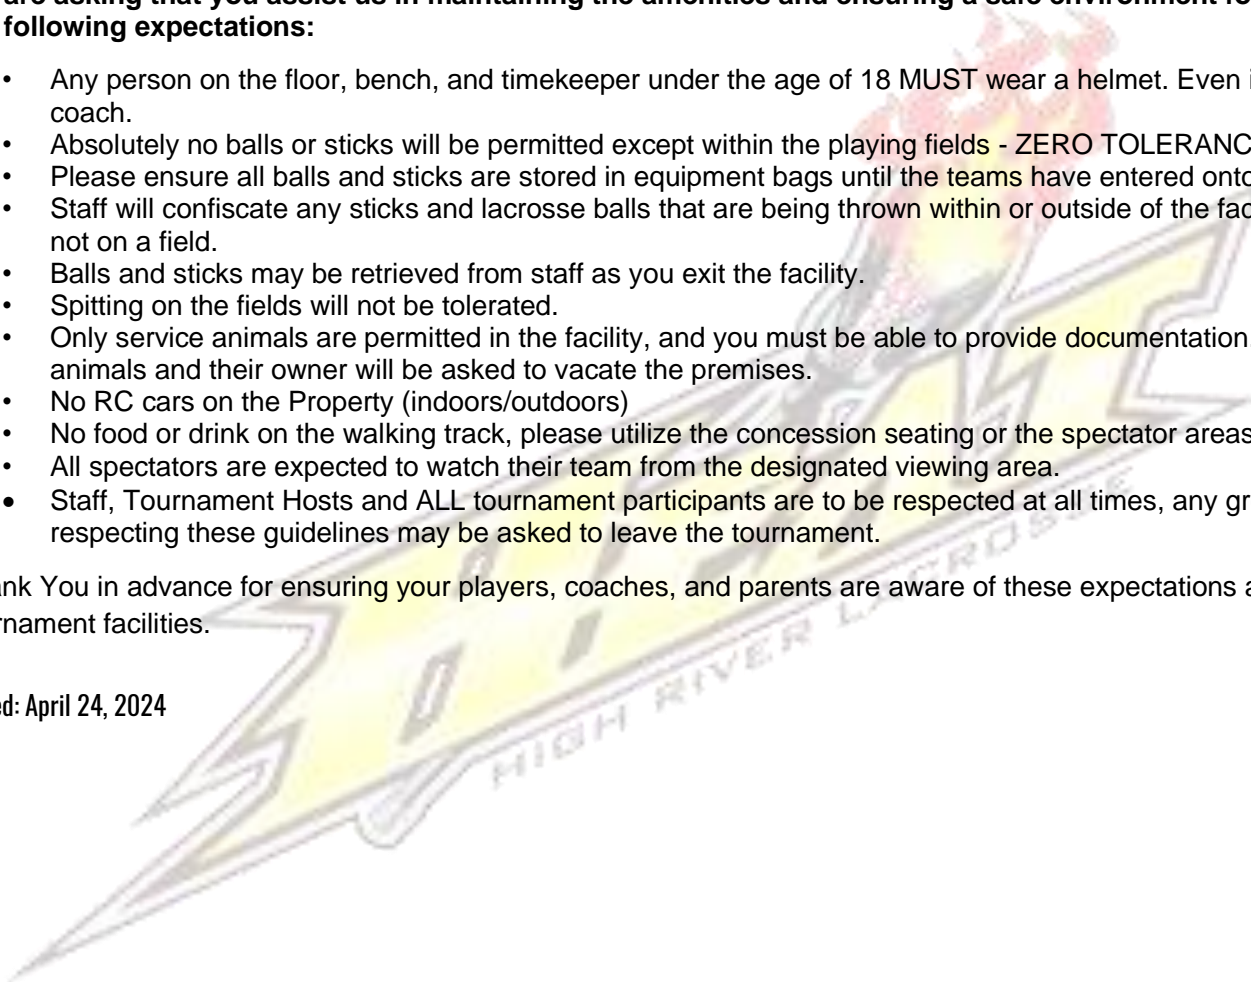 are asking that you assist us in maintaining the amenities and ensuring a safe environment fo
following expectations:
• Any person on the floor, bench, and timekeeper under the age of 18 MUST wear a helmet. Even i
coach.
• Absolutely no balls or sticks will be permitted except within the playing fields - ZERO TOLERANC
• Please ensure all balls and sticks are stored in equipment bags until the teams have entered onto
• Staff will confiscate any sticks and lacrosse balls that are being thrown within or outside of the fac
not on a field.
• Balls and sticks may be retrieved from staff as you exit the facility.
• Spitting on the fields will not be tolerated.
• Only service animals are permitted in the facility, and you must be able to provide documentation.
animals and their owner will be asked to vacate the premises.
• No RC cars on the Property (indoors/outdoors)
• No food or drink on the walking track, please utilize the concession seating or the spectator areas
• All spectators are expected to watch their team from the designated viewing area.
• Staff, Tournament Hosts and ALL tournament participants are to be respected at all times, any gr
respecting these guidelines may be asked to leave the tournament.
ank You in advance for ensuring your players, coaches, and parents are aware of these expectations a
rnament facilities.
ed: April 24, 2024
HEAT
HIGH RIVER LACROSSE